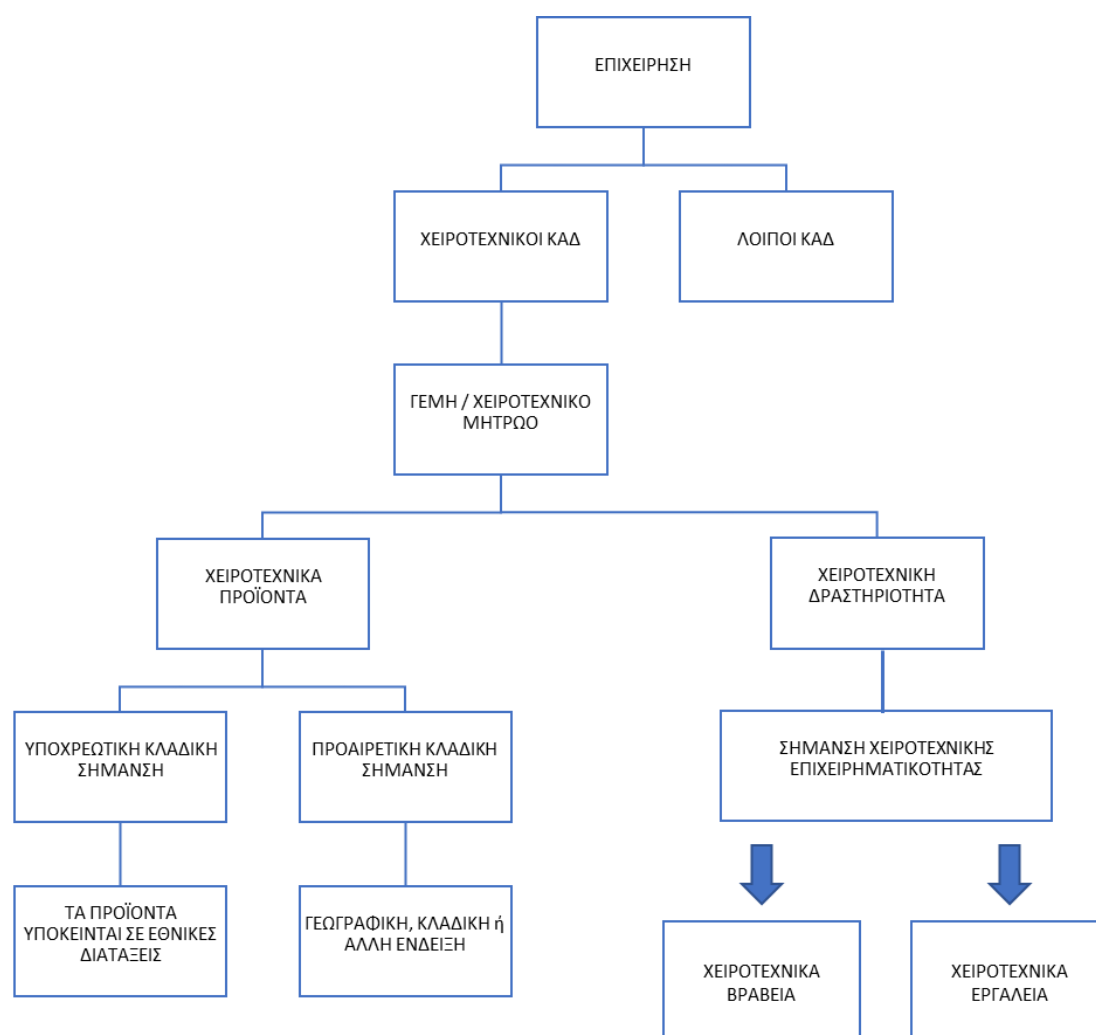 ΕΠΙΧΕΙΡΗΣΗ
ΧΕΙΡΟΤΕΧΝΙΚΟΙ ΚΑΔ
ΛΟΙΠΟΙ ΚΑΔ
ΓΕΜΗ / ΧΕΙΡΟΤΕΧΝΙΚΟ
ΜΗΤΡΩΟ
ΧΕΙΡΟΤΕΧΝΙΚΑ
ΠΡΟΪΟΝΤΑ
ΧΕΙΡΟΤΕΧΝΙΚΗ
ΔΡΑΣΤΗΡΙΟΤΗΤΑ
ΥΠΟΧΡΕΩΤΙΚΗ ΚΛΑΔΙΚΗ
ΣΗΜΑΝΣΗ
ΠΡΟΑΙΡΕΤΙΚΗ ΚΛΑΔΙΚΗ
ΣΗΜΑΝΣΗ
ΣΗΜΑΝΣΗ ΧΕΙΡΟΤΕΧΝΙΚΗΣ
ΕΠΙΧΕΙΡΗΜΑΤΙΚΟΤΗΤΑΣ
ΤΑ ΠΡΟΪΟΝΤΑ
ΥΠΟΚΕΙΝΤΑΙ ΣΕ ΕΘΝΙΚΕΣ
ΔΙΑΤΑΞΕΙΣ
ΓΕΩΓΡΑΦΙΚΗ, ΚΛΑΔΙΚΗ ή
ΑΛΛΗ ΕΝΔΕΙΞΗ
ΧΕΙΡΟΤΕΧΝΙΚΑ
ΒΡΑΒΕΙΑ
ΧΕΙΡΟΤΕΧΝΙΚΑ
ΕΡΓΑΛΕΙΑ